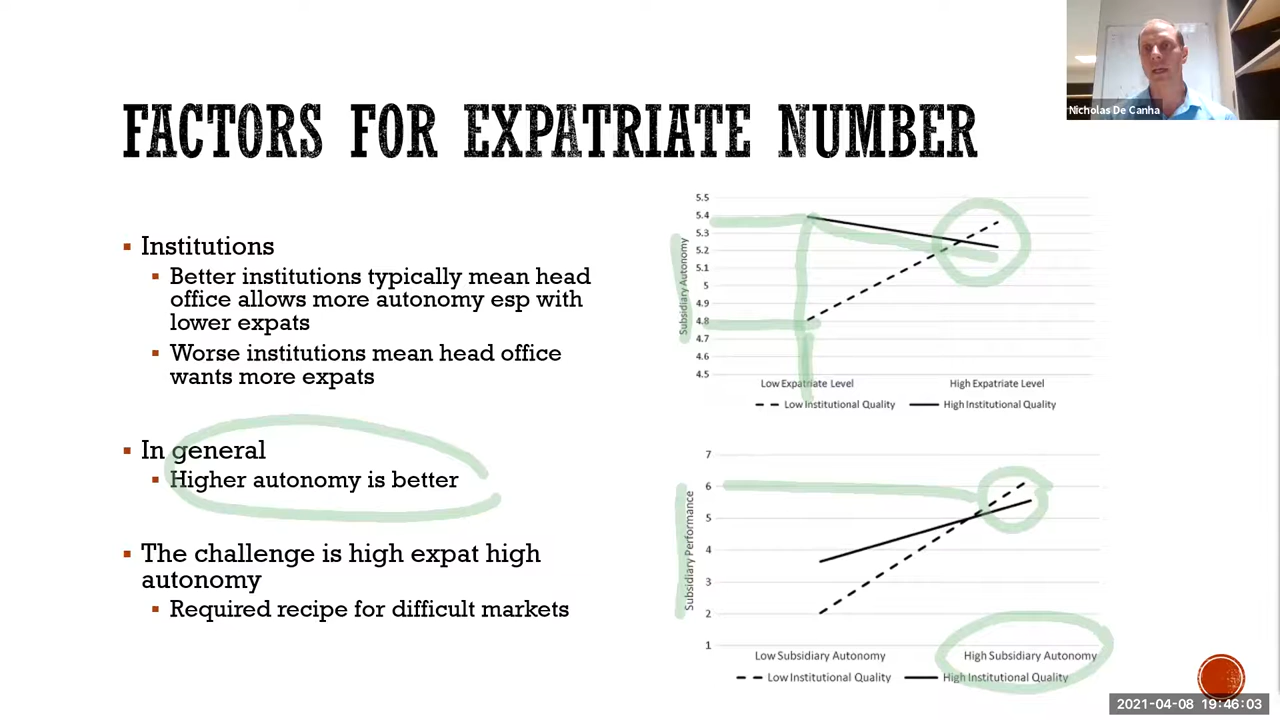 Nicholas De Canha
FACTORS FOR EXPATRIATE NUMBER
Institutions
Better institutions typically mean head
office allows more autonomy esp with
lower expats
Worse institutions mean head office
wants more expats
In general
Higher autonomy is better
The challenge is high expat high
autonomy
Required recipe for difficult markets
Subsidiary Autonomy
5.5
5.4
5.3
5.2
5.1
5
4.9
4.8
4.7
4.6
4.5
Low Expatriate Level High Expatriate Level
Low Institutional Quality High Institutional Quality
Subsidiary Performance
7
6
5
4
3
2
1
Low Subsidiary Autonomy High Subsidiary Autonomy
Low Institutional Quality High Institutional Quality
2021-04-08 19:46:03